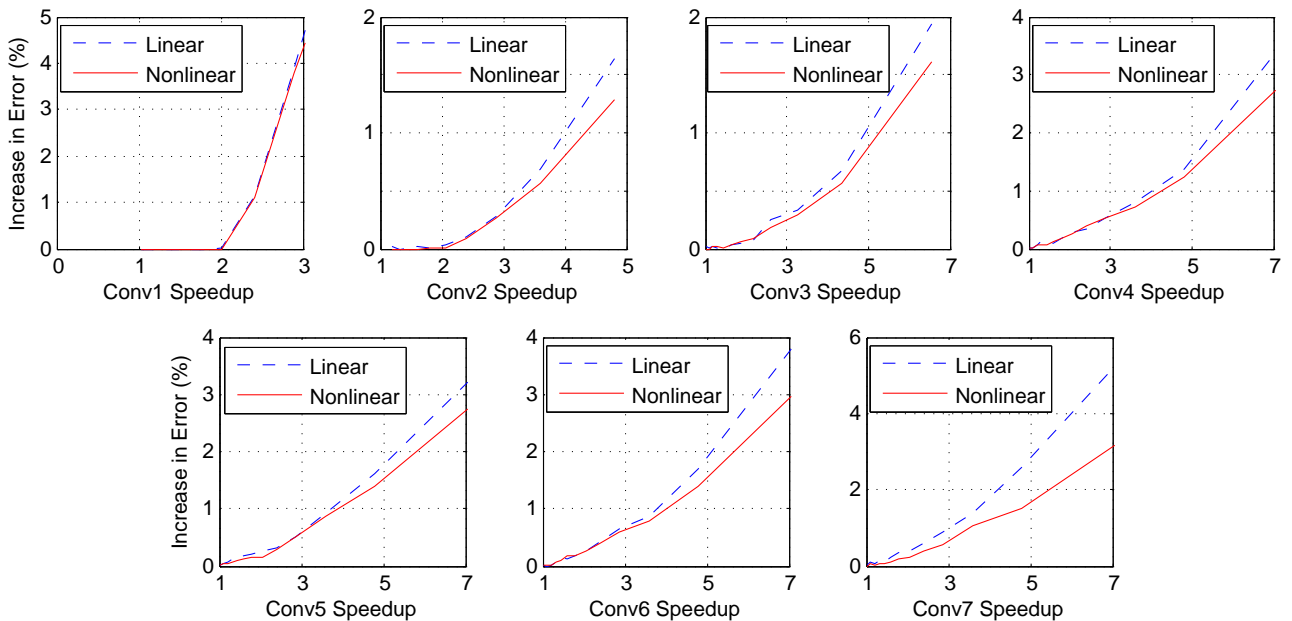 Increase in Error (%)
5
4
3
2
1
0
Linear
Nonlinear
0 1 2 3
Conv1 Speedup
2
1
0
Linear
Nonlinear
1 2 3 4 5
Conv2 Speedup
2
1
0
Linear
Nonlinear
1 3 5 7
Conv3 Speedup
4
3
2
1
0
Linear
Nonlinear
1 3 5 7
Conv4 Speedup
Increase in Error (%)
4
3
2
1
0
Linear
Nonlinear
1 3 5 7
Conv5 Speedup
4
3
2
1
0
Linear
Nonlinear
1 3 5 7
Conv6 Speedup
6
4
2
0
Linear
Nonlinear
1 3 5 7
Conv7 Speedup